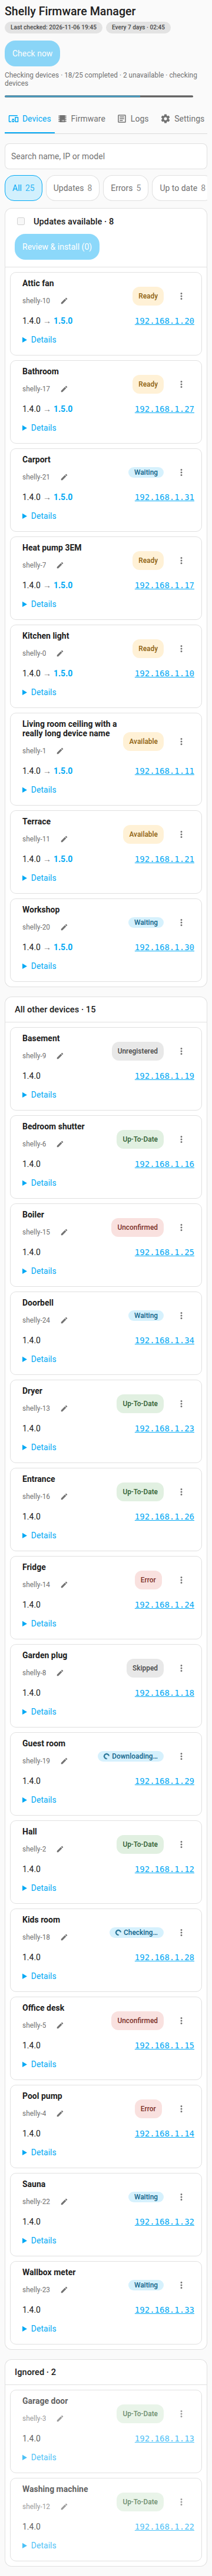 Shelly Firmware Manager
Last checked: 2026-11-06 19:45
Every 7 days · 02:45
Check now
Checking devices · 18/25 completed · 2 unavailable · checking
devices
Devices
Firmware
Logs
Settings
Search name, IP or model
All 25
Updates 8
Errors 5
Up to date 8
Updates available · 8
Review & install (0)
Attic fan
Ready
shelly-10
1.4.0 → 1.5.0
192.168.1.20
Details
Bathroom
Ready
shelly-17
1.4.0 → 1.5.0
192.168.1.27
Details
Carport
Waiting
shelly-21
1.4.0 → 1.5.0
192.168.1.31
Details
Heat pump 3EM
Ready
shelly-7
1.4.0 → 1.5.0
192.168.1.17
Details
Kitchen light
Ready
shelly-0
1.4.0 → 1.5.0
192.168.1.10
Details
Living room ceiling with a
really long device name
Available
shelly-1
1.4.0 → 1.5.0
192.168.1.11
Details
Terrace
Available
shelly-11
1.4.0 → 1.5.0
192.168.1.21
Details
Workshop
Waiting
shelly-20
1.4.0 → 1.5.0
192.168.1.30
Details
All other devices · 15
Basement
Unregistered
shelly-9
1.4.0
192.168.1.19
Details
Bedroom shutter
Up-To-Date
shelly-6
1.4.0
192.168.1.16
Details
Boiler
Unconfirmed
shelly-15
1.4.0
192.168.1.25
Details
Doorbell
Waiting
shelly-24
1.4.0
192.168.1.34
Details
Dryer
Up-To-Date
shelly-13
1.4.0
192.168.1.23
Details
Entrance
Up-To-Date
shelly-16
1.4.0
192.168.1.26
Details
Fridge
Error
shelly-14
1.4.0
192.168.1.24
Details
Garden plug
Skipped
shelly-8
1.4.0
192.168.1.18
Details
Guest room
Downloading...
shelly-19
1.4.0
192.168.1.29
Details
Hall
Up-To-Date
shelly-2
1.4.0
192.168.1.12
Details
Kids room
Checking...
shelly-18
1.4.0
192.168.1.28
Details
Office desk
Unconfirmed
shelly-5
1.4.0
192.168.1.15
Details
Pool pump
Error
shelly-4
1.4.0
192.168.1.14
Details
Sauna
Waiting
shelly-22
1.4.0
192.168.1.32
Details
Wallbox meter
Waiting
shelly-23
1.4.0
192.168.1.33
Details
Ignored · 2
Garage door
Up-To-Date
shelly-3
1.4.0
192.168.1.13
Details
Washing machine
Up-To-Date
shelly-12
1.4.0
192.168.1.22
Details